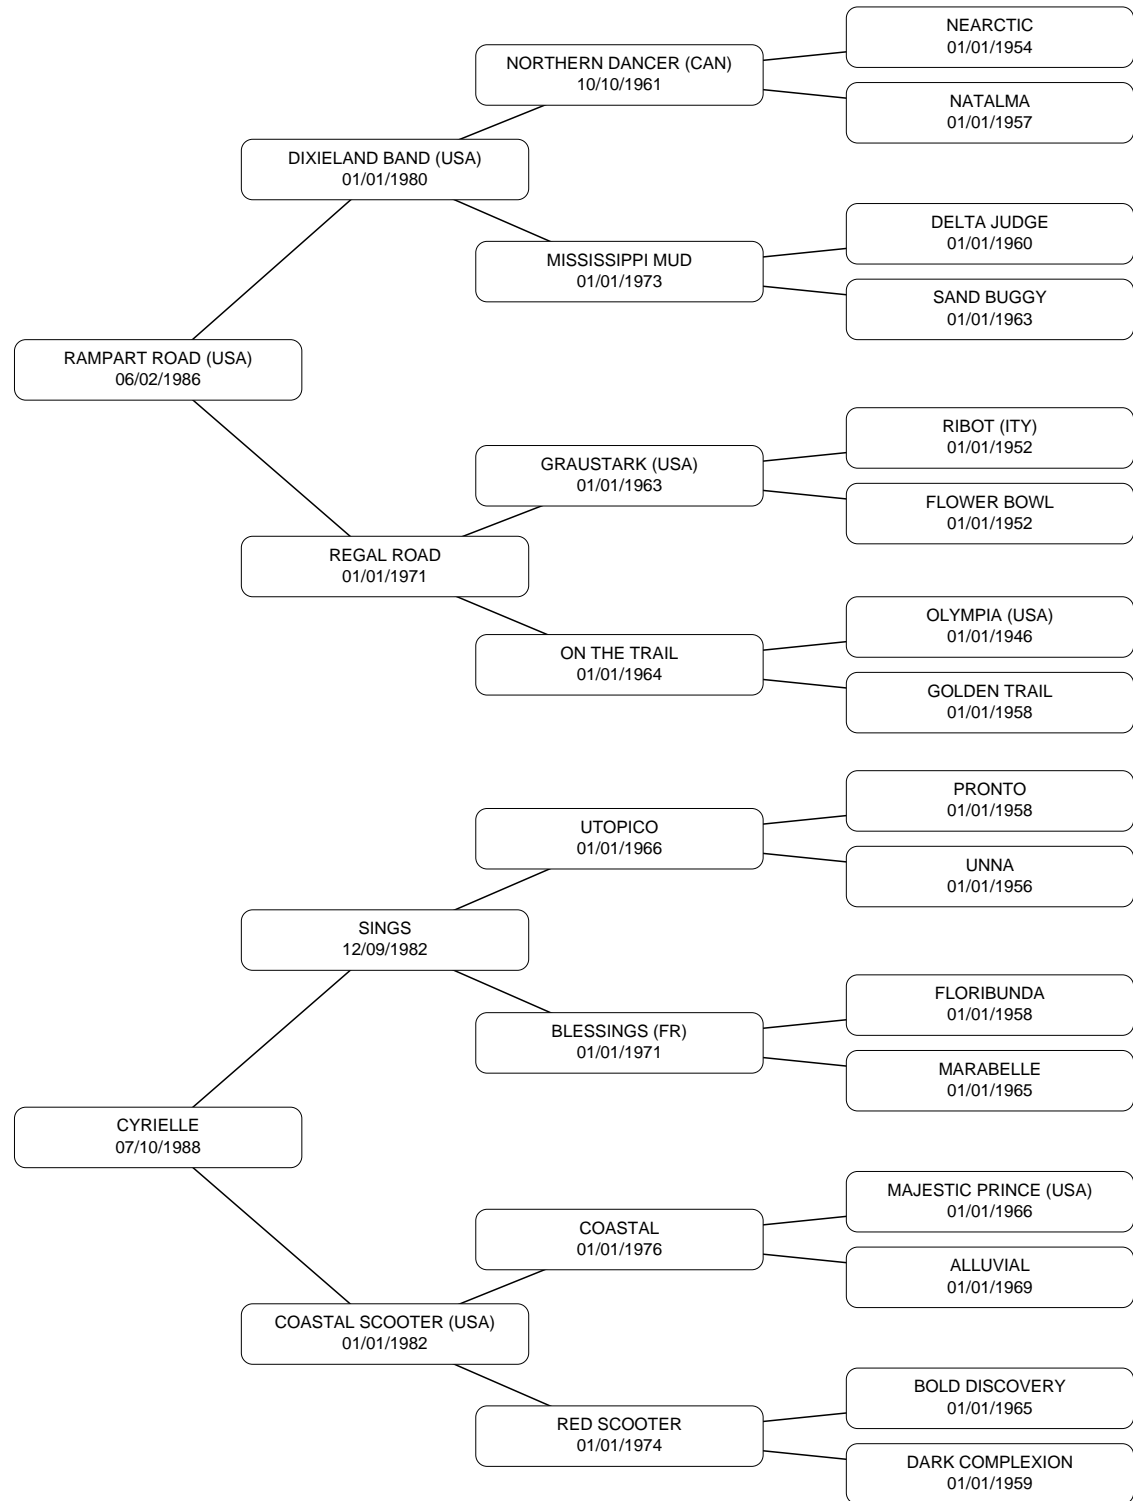 NEARCTIC
01/01/1954
NORTHERN DANCER (CAN)
10/10/1961
NATALMA
01/01/1957
DIXIELAND BAND (USA)
01/01/1980
DELTA JUDGE
01/01/1960
MISSISSIPPI MUD
01/01/1973
SAND BUGGY
01/01/1963
RAMPART ROAD (USA)
06/02/1986
RIBOT (ITY)
01/01/1952
GRAUSTARK (USA)
01/01/1963
FLOWER BOWL
01/01/1952
REGAL ROAD
01/01/1971
OLYMPIA (USA)
01/01/1946
ON THE TRAIL
01/01/1964
GOLDEN TRAIL
01/01/1958
PRONTO
01/01/1958
UTOPICO
01/01/1966
UNNA
01/01/1956
SINGS
12/09/1982
FLORIBUNDA
01/01/1958
BLESSINGS (FR)
01/01/1971
MARABELLE
01/01/1965
CYRIELLE
07/10/1988
MAJESTIC PRINCE (USA)
01/01/1966
COASTAL
01/01/1976
ALLUVIAL
01/01/1969
COASTAL SCOOTER (USA)
01/01/1982
BOLD DISCOVERY
01/01/1965
RED SCOOTER
01/01/1974
DARK COMPLEXION
01/01/1959